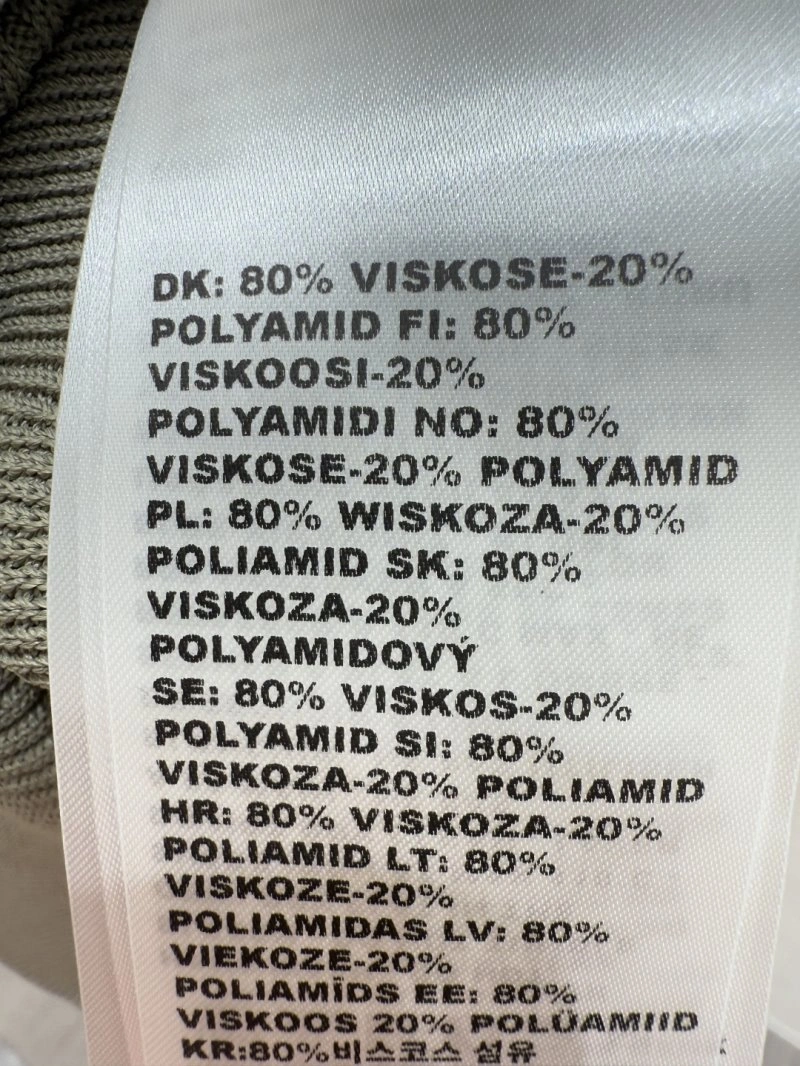 DK: 80% VISKOSE-20%
POLYAMID FI: 80%
VISKOOSI-20%
POLYAMIDI NO: 80%
VISKOSE-20% POLYAMID
PL: 80% WISKOZA-20%
POLIAMID SK: 80%
VISKOZA-20%
POLYAMIDOVÝ
SE: 80% VISKOS-20%
POLYAMID SI: 80%
VISKOZA-20% POLIAMID
HR: 80% VISKOZA-20%
POLIAMID LT: 80%
VISKOZE-20%
POLIAMIDAS LV: 80%
VIEKOZE-20%
POLIAMĪDS EE: 80%
VISKOOS 20% POLÜAMIID
KR:80%비스코스 섬유